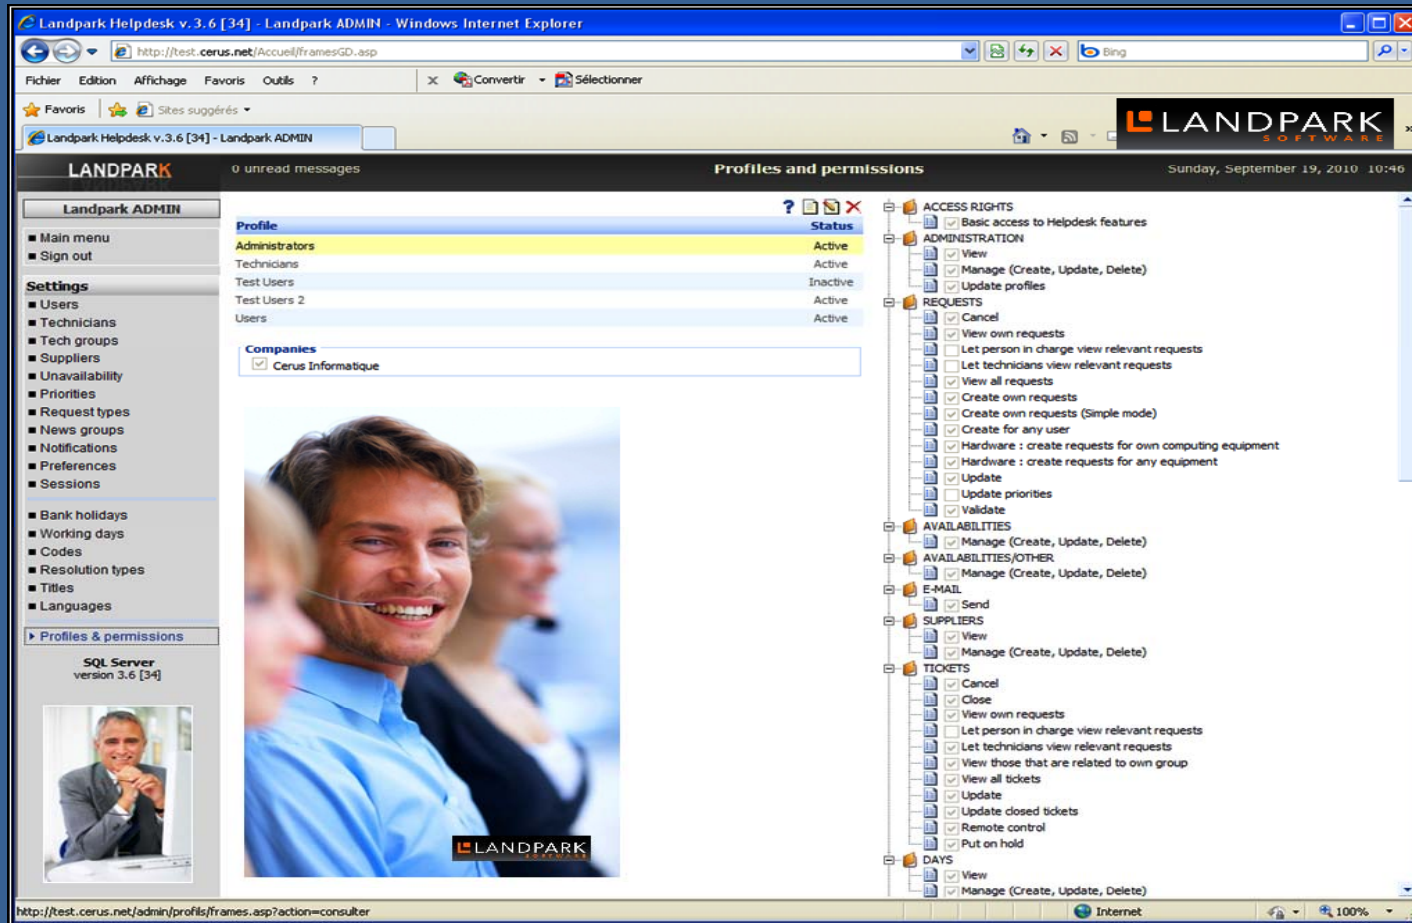 Landpark Helpdesk v.3.6 [34] - Landpark ADMIN - Windows Internet Explorer
http://test.cerus.net/Accueil/framesGD.asp
Bing
Fichier Edition Affichage Favoris Outils ?
x Convertir Sélectionner
Favoris Sites suggérés
Landpark Helpdesk v.3.6 [34] - Landpark ADMIN
LANDPARK
SOFTWARE
LANDPARK
0 unread messages
Profiles and permissions
Sunday, September 19, 2010 10:46
Landpark ADMIN
Main menu
Sign out
Settings
Users
Technicians
Tech groups
Suppliers
Unavailability
Priorities
Request types
News groups
Notifications
Preferences
Sessions
Bank holidays
Working days
Codes
Resolution types
Titles
Languages
Profiles & permissions
SQL Server
version 3.6 [34]
?
Profile Status
Administrators Active
Technicians Active
Test Users Inactive
Test Users 2 Active
Users Active
Companies
Cerus Informatique
LANDPARK
SOFTWARE
ACCESS RIGHTS
Basic access to Helpdesk features
ADMINISTRATION
View
Manage (Create, Update, Delete)
Update profiles
REQUESTS
Cancel
View own requests
Let person in charge view relevant requests
Let technicians view relevant requests
View all requests
Create own requests
Create own requests (Simple mode)
Create for any user
Hardware : create requests for own computing equipment
Hardware : create requests for any equipment
Update
Update priorities
Validate
AVAILABILITIES
Manage (Create, Update, Delete)
AVAILABILITIES/OTHER
Manage (Create, Update, Delete)
E-MAIL
Send
SUPPLIERS
View
Manage (Create, Update, Delete)
TICKETS
Cancel
Close
View own requests
Let person in charge view relevant requests
Let technicians view relevant requests
View those that are related to own group
View all tickets
Update
Update closed tickets
Remote control
Put on hold
DAYS
View
Manage (Create, Update, Delete)
http://test.cerus.net/admin/profils/frames.asp?action=consulter
Internet
100%